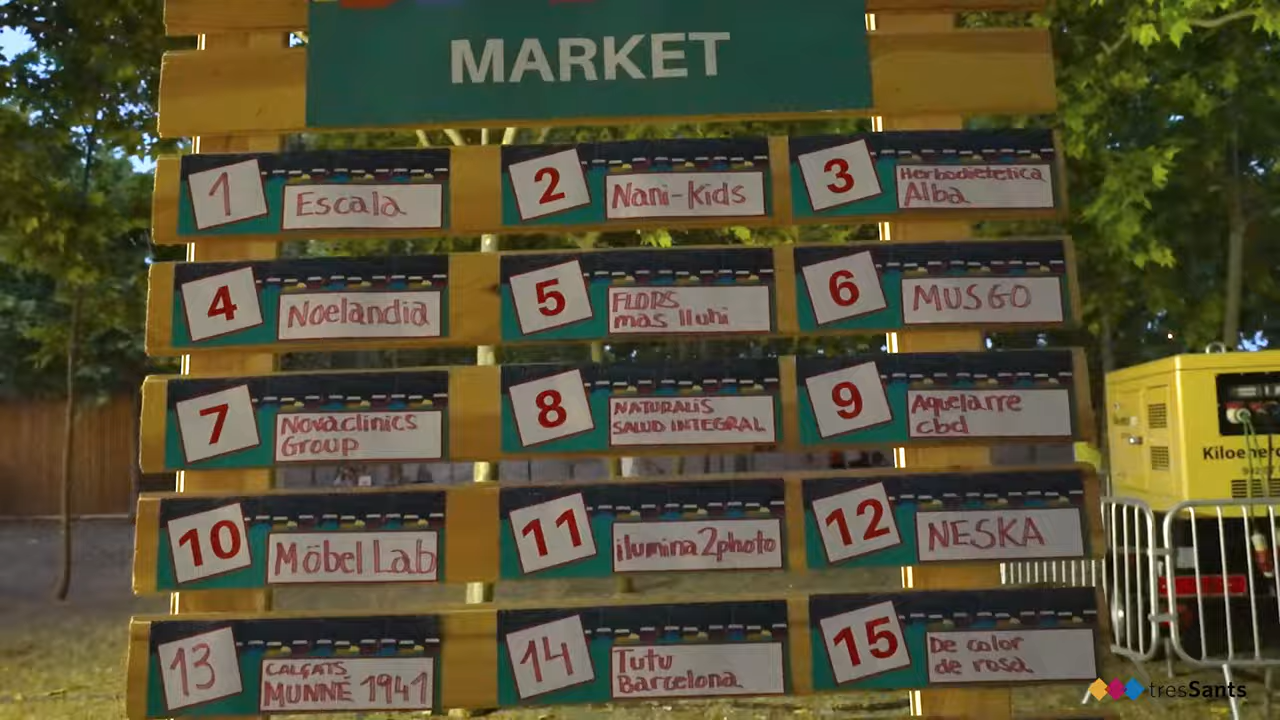 MARKET
1 Escala
2 Nani-kids
3 Herbodietetica
Alba
4 Noelandia
5 FLORS
mas lluhi
6 MUSGO
7 Novaclinics
Group
8 NATURALIS
SALUD INTEGRAL
9 Aquelarre
cbd
10 Möbel Lab
11 ilumina2photo
12 NESKA
13 CALÇATS
MUNNE 1941
14 Tutu
Barcelona
15 De color
de rosa
tresSants